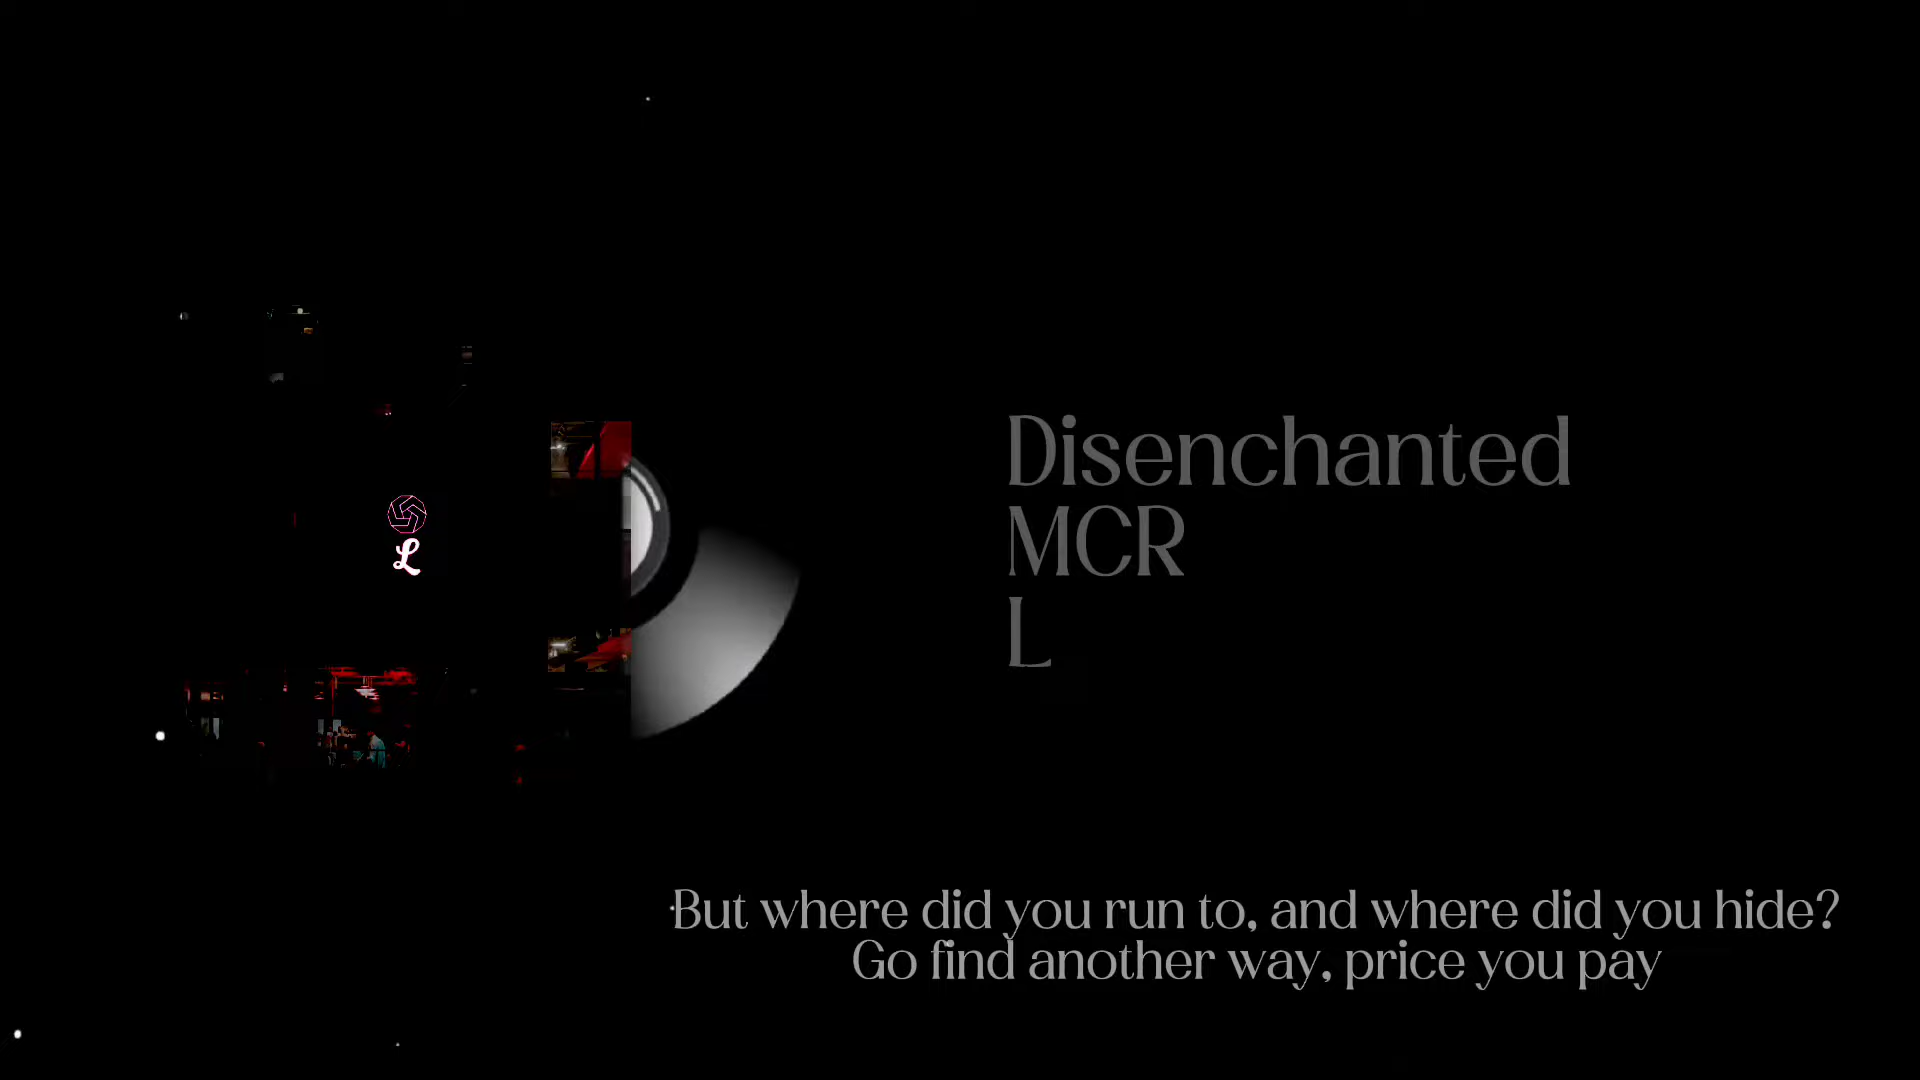 L
Disenchanted
MCR
L
But where did you run to, and where did you hide?
Go find another way, price you pay